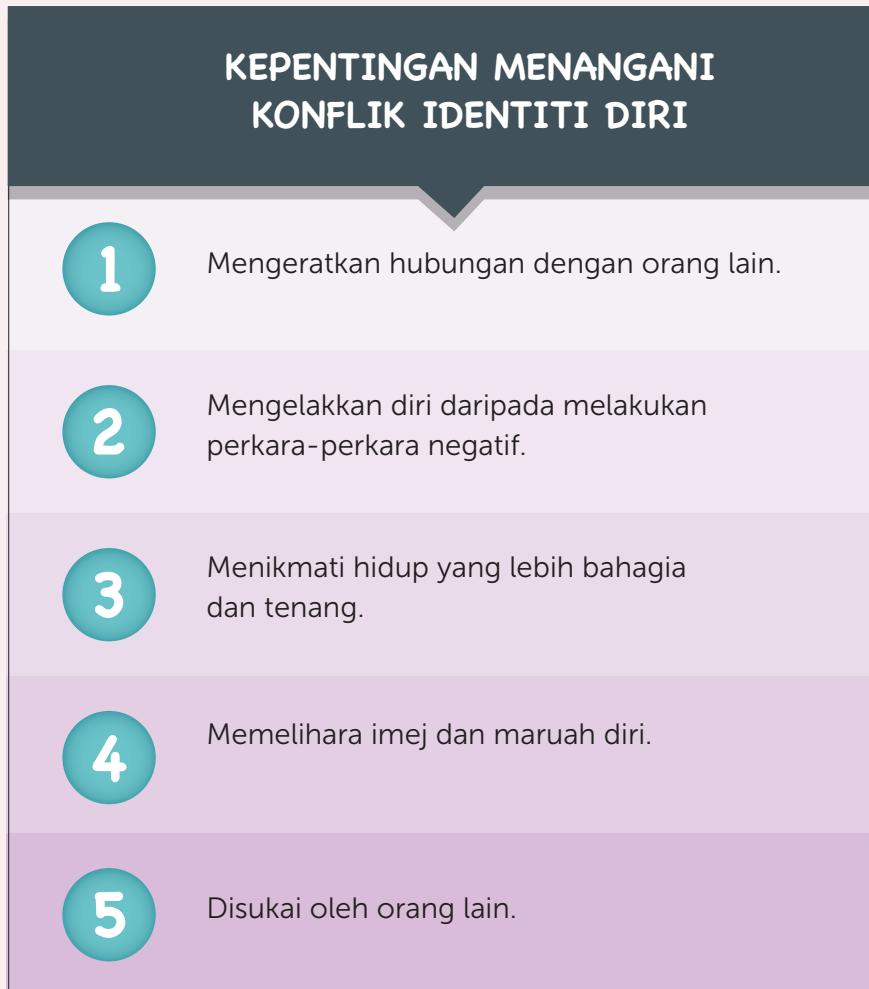 KEPENTINGAN MENANGANI
KONFLIK IDENTITI DIRI
1
Mengeratkan hubungan dengan orang lain.
2
Mengelakkan diri daripada melakukan
perkara-perkara negatif.
3
Menikmati hidup yang lebih bahagia
dan tenang.
4
Memelihara imej dan maruah diri.
5
Disukai oleh orang lain.